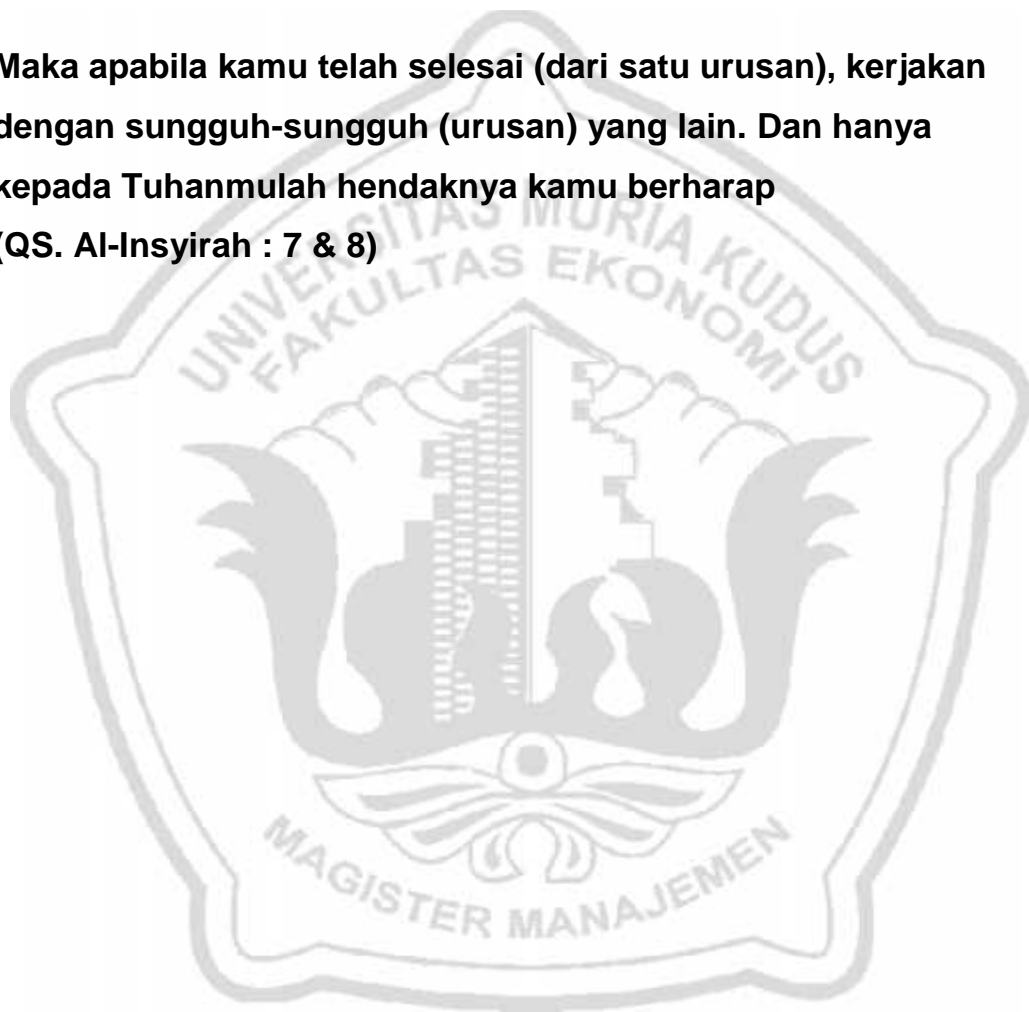 Maka apabila kamu telah selesai (dari satu urusan), kerjakan
dengan sungguh-sungguh (urusan) yang lain. Dan hanya
kepada Tuhanmulah hendaknya kamu berharap
(QS. Al-Insyirah : 7 & 8)
UNIVERSITAS MURIA KUDUS
FAKULTAS EKONOMI
MAGISTER MANAJEMEN